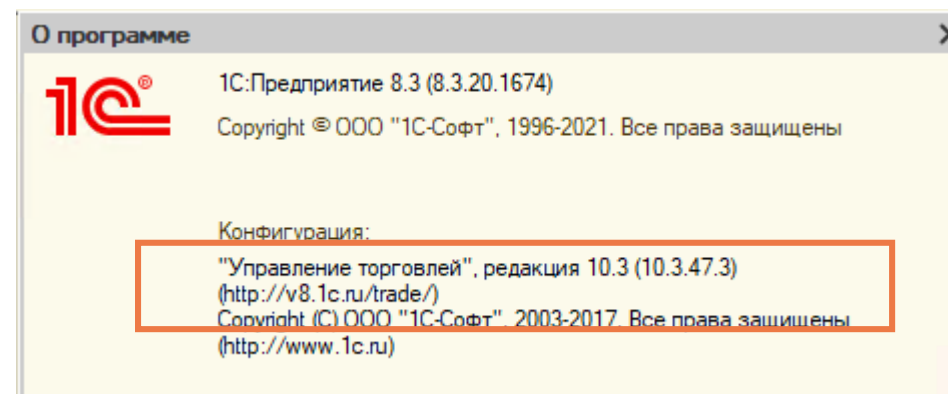 О программе
1С®
1С:Предприятие 8.3 (8.3.20.1674)
Copyright © ООО "1С-Софт", 1996-2021. Все права защищены
Конфигурация:
"Управление торговлей", редакция 10.3 (10.3.47.3)
(http://v8.1c.ru/trade/)
Copyright (C) ООО "1С-Софт", 2003-2017. Все права защищены
(http://www.1c.ru)